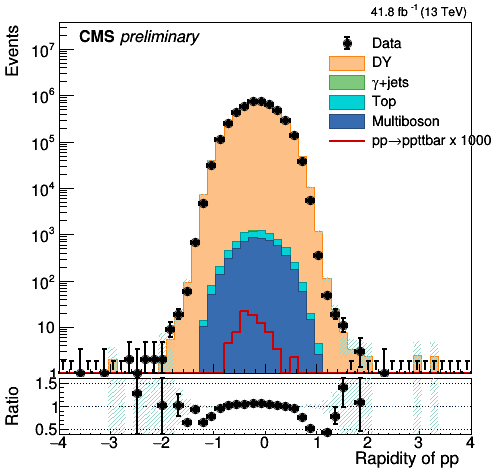 41.8 fb⁻¹ (13 TeV)
Events
CMS preliminary
Data
DY
γ+jets
Top
Multiboson
pp→ppttbar x 1000
10⁷
10⁶
10⁵
10⁴
10³
10²
10
1
Ratio
1.5
1
0.5
−4 −3 −2 −1 0 1 2 3 4
Rapidity of pp